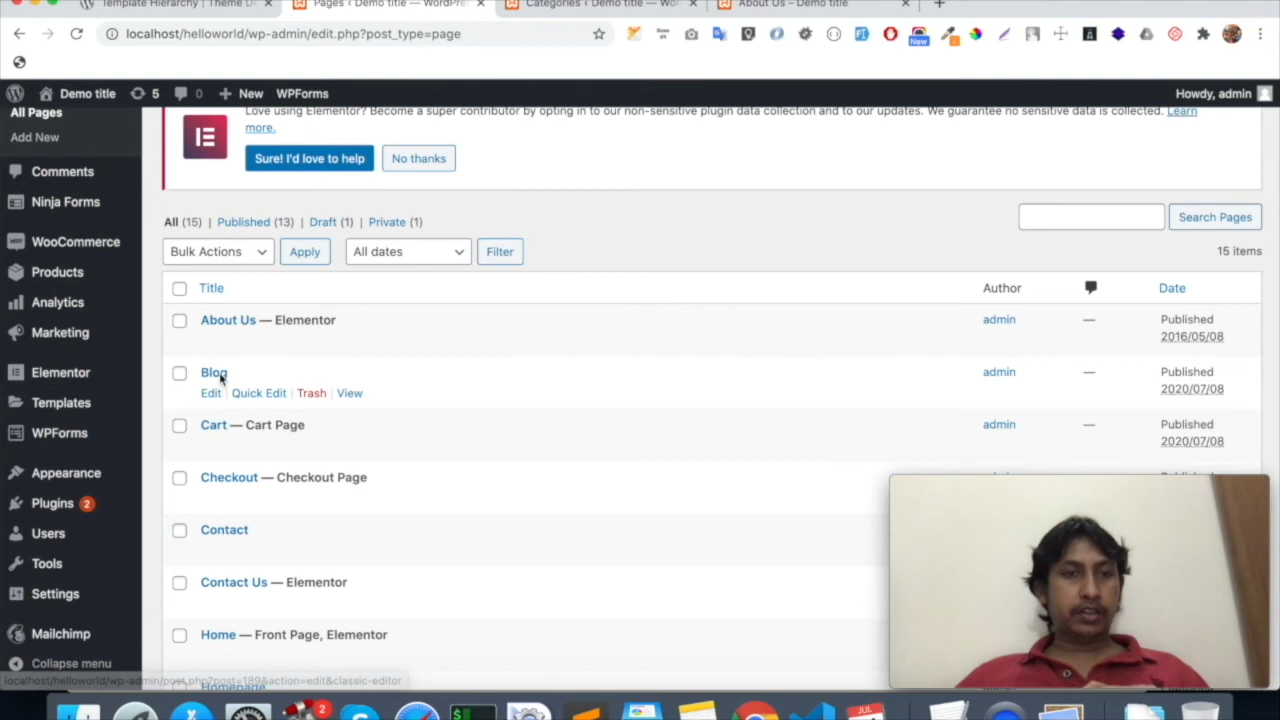 Template Hierarchy | Theme De
Pages ‹ Demo title — WordPres
Categories ‹ Demo title — Wor
About Us – Demo title
localhost/helloworld/wp-admin/edit.php?post_type=page
New
Demo title
5
0
New
WPForms
Howdy, admin
All Pages
Add New
Comments
Ninja Forms
WooCommerce
Products
Analytics
Marketing
Elementor
Templates
WPForms
Appearance
Plugins 2
Users
Tools
Settings
Mailchimp
Collapse menu
Love using Elementor? Become a super contributor by opting in to our non-sensitive plugin data collection and to our updates. We guarantee no sensitive data is collected. Learn
more.
Sure! I'd love to help
No thanks
All (15) | Published (13) | Draft (1) | Private (1)
Search Pages
Bulk Actions
Apply
All dates
Filter
15 items
Title
Author
Date
About Us — Elementor
admin
—
Published
2016/05/08
Blog
Edit | Quick Edit | Trash | View
admin
—
Published
2020/07/08
Cart — Cart Page
admin
—
Published
2020/07/08
Checkout — Checkout Page
Contact
Contact Us — Elementor
Home — Front Page, Elementor
Homepage
localhost/helloworld/wp-admin/post.php?post=189&action=edit&classic-editor
2
JUL